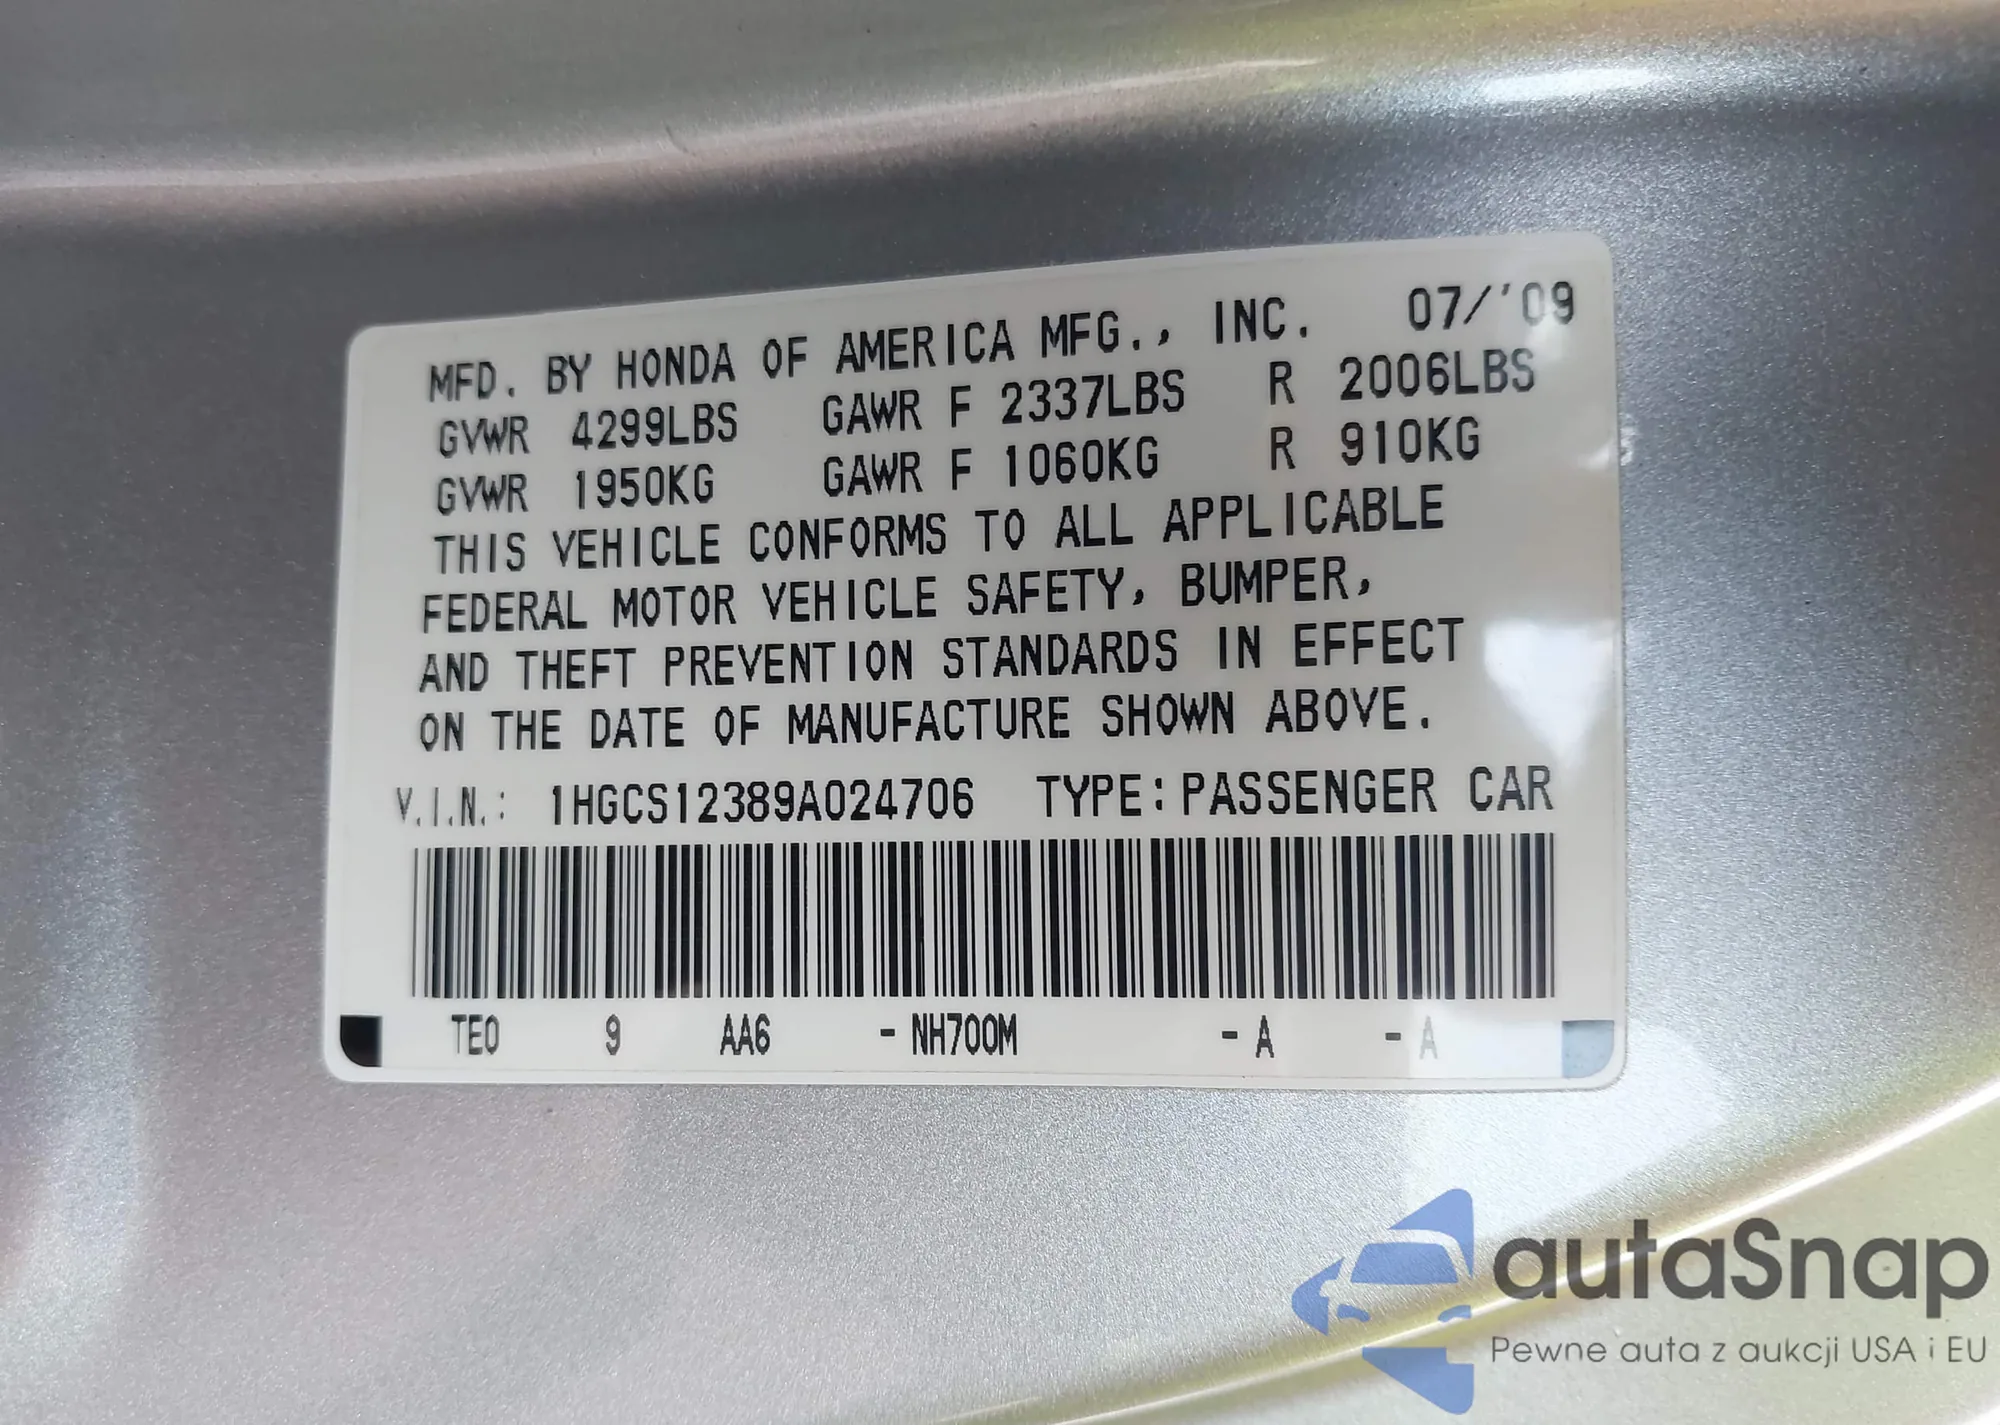 MFD. BY HONDA OF AMERICA MFG., INC. 07/'09
GVWR 4299LBS GAWR F 2337LBS R 2006LBS
GVWR 1950KG GAWR F 1060KG R 910KG
THIS VEHICLE CONFORMS TO ALL APPLICABLE
FEDERAL MOTOR VEHICLE SAFETY, BUMPER,
AND THEFT PREVENTION STANDARDS IN EFFECT
ON THE DATE OF MANUFACTURE SHOWN ABOVE.
V.I.N.: 1HGCS12389A024706 TYPE:PASSENGER CAR
TE0 9 AA6 -NH700M -A -A
autaSnap
Pewne auta z aukcji USA i EU